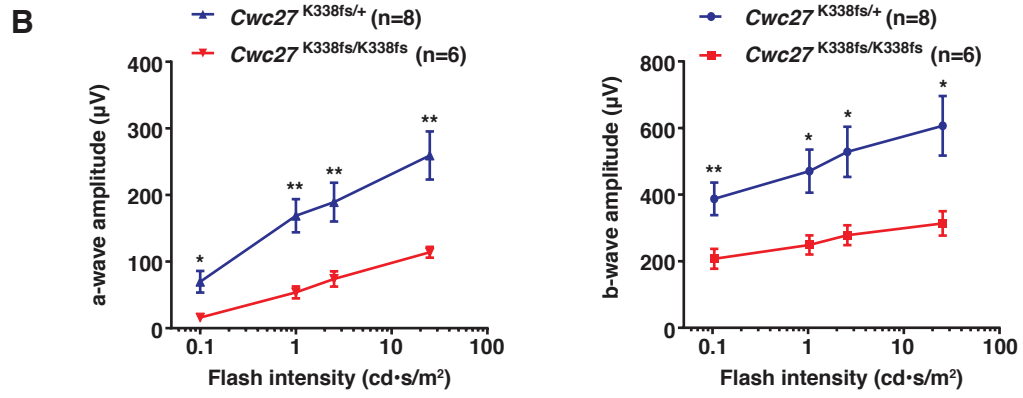 B
Cwc27 K338fs/+ (n=8)
Cwc27 K338fs/K338fs (n=6)
400
300
200
100
0
a-wave amplitude (µV)
*
**
**
**
0.1
1
10
100
Flash intensity (cd•s/m²)
Cwc27 K338fs/+ (n=8)
Cwc27 K338fs/K338fs (n=6)
800
600
400
200
0
b-wave amplitude (µV)
**
*
*
*
0.1
1
10
100
Flash intensity (cd•s/m²)